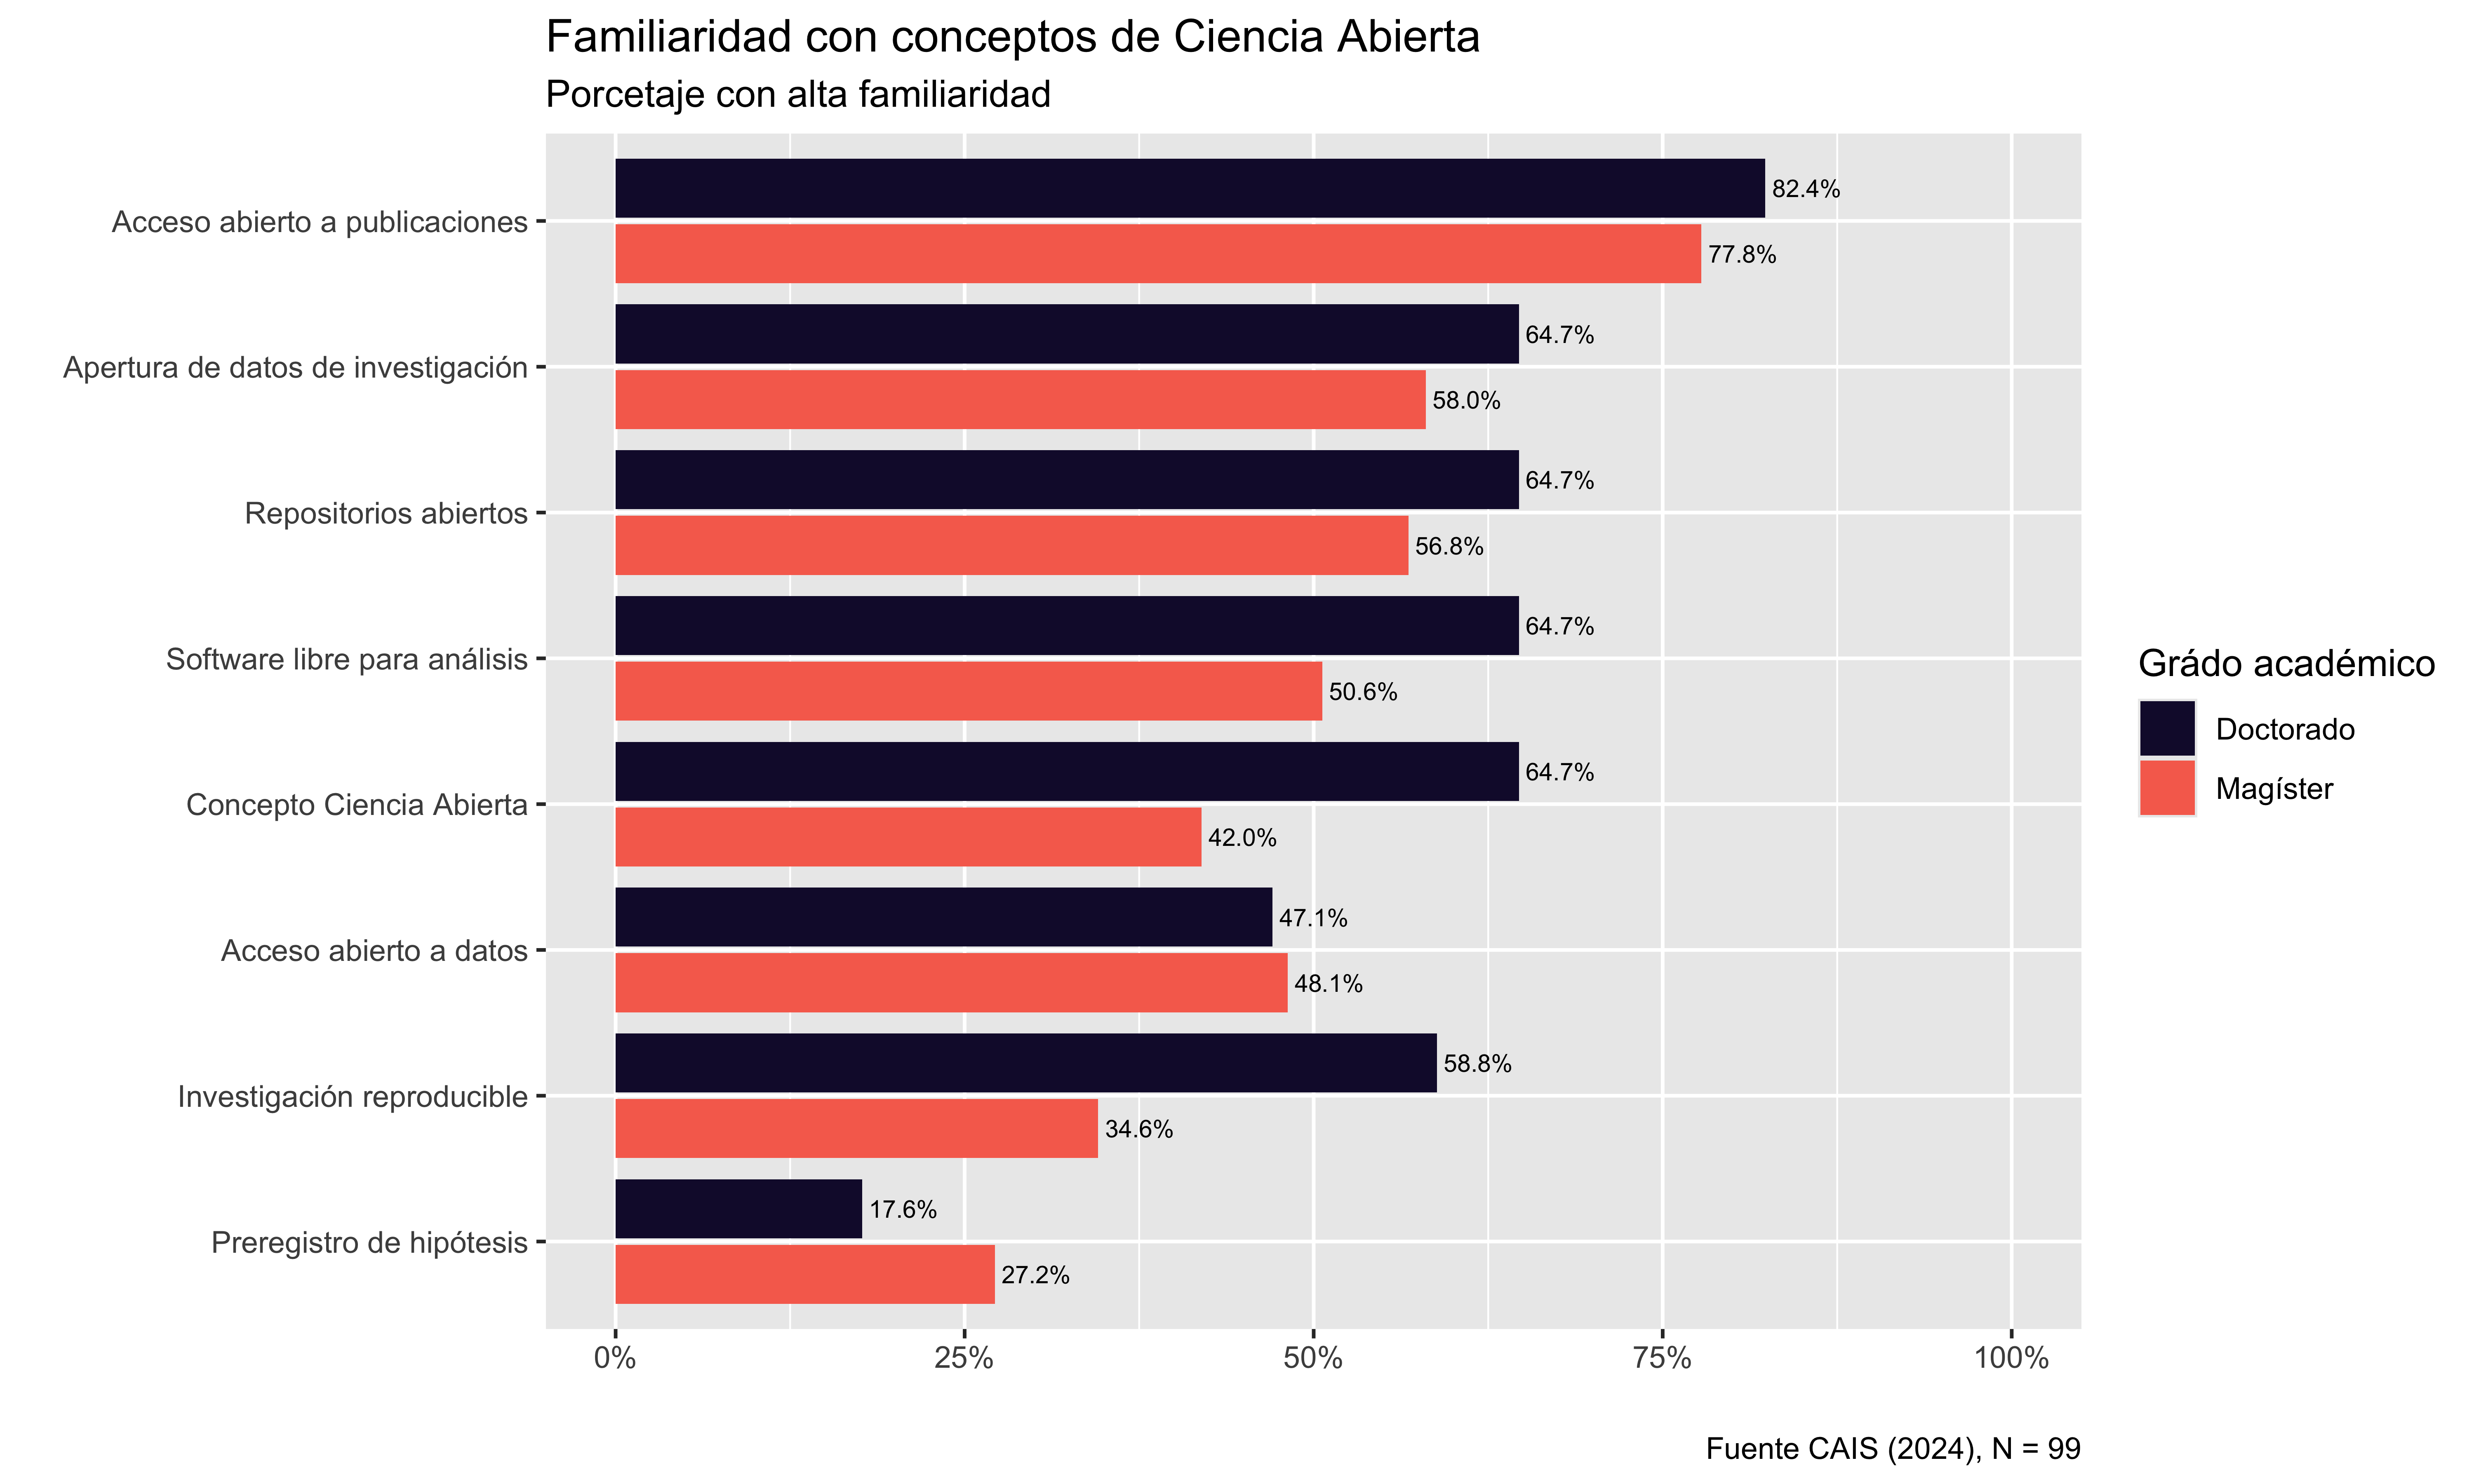 Familiaridad con conceptos de Ciencia Abierta
Porcetaje con alta familiaridad
Acceso abierto a publicaciones
82.4%
77.8%
Apertura de datos de investigación
64.7%
58.0%
Repositorios abiertos
64.7%
56.8%
Software libre para análisis
64.7%
50.6%
Concepto Ciencia Abierta
64.7%
42.0%
Acceso abierto a datos
47.1%
48.1%
Investigación reproducible
58.8%
34.6%
Preregistro de hipótesis
17.6%
27.2%
0% 25% 50% 75% 100%
Grádo académico
Doctorado
Magíster
Fuente CAIS (2024), N = 99